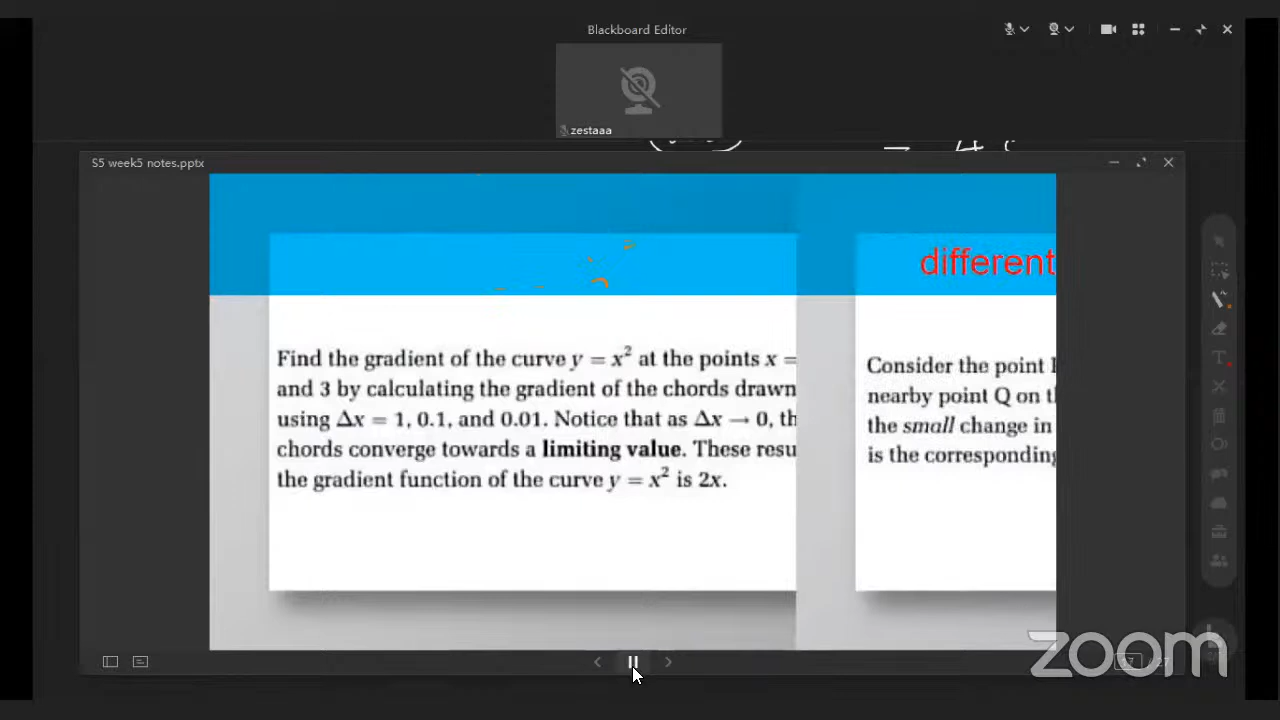 Blackboard Editor
zestaaa
S5 week5 notes.pptx
different
Find the gradient of the curve y = x² at the points x =
and 3 by calculating the gradient of the chords drawn
using Δx = 1, 0.1, and 0.01. Notice that as Δx → 0, th
chords converge towards a limiting value. These resu
the gradient function of the curve y = x² is 2x.
Consider the point
nearby point Q on t
the small change in
is the corresponding
zoom